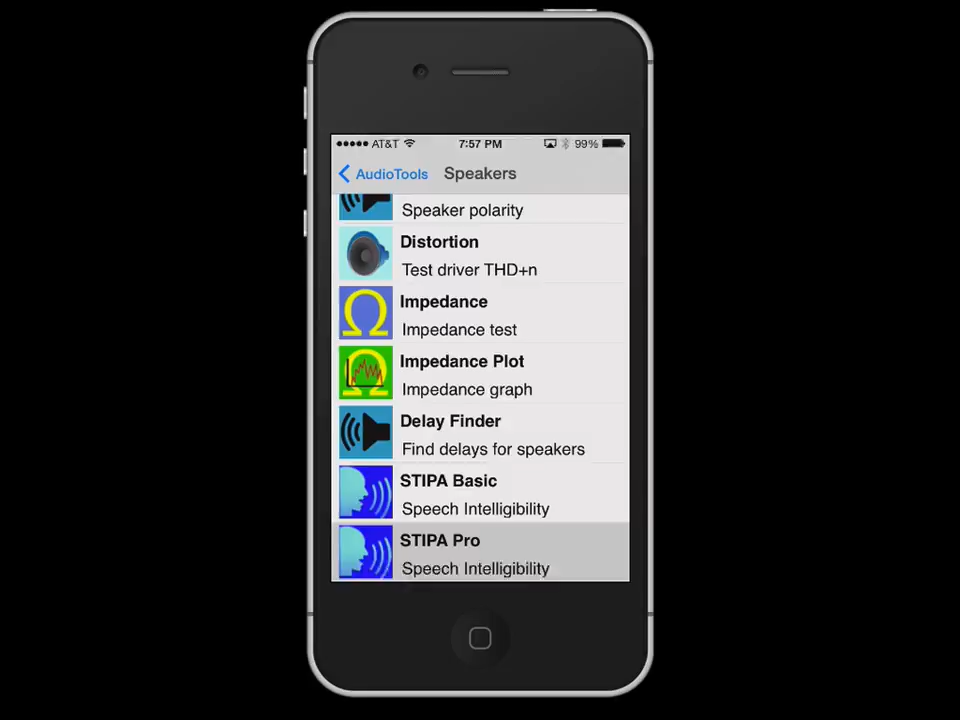 AT&T 7:57 PM 99%
AudioTools Speakers
Speaker polarity
Distortion
Test driver THD+n
Impedance
Impedance test
Impedance Plot
Impedance graph
Delay Finder
Find delays for speakers
STIPA Basic
Speech Intelligibility
STIPA Pro
Speech Intelligibility